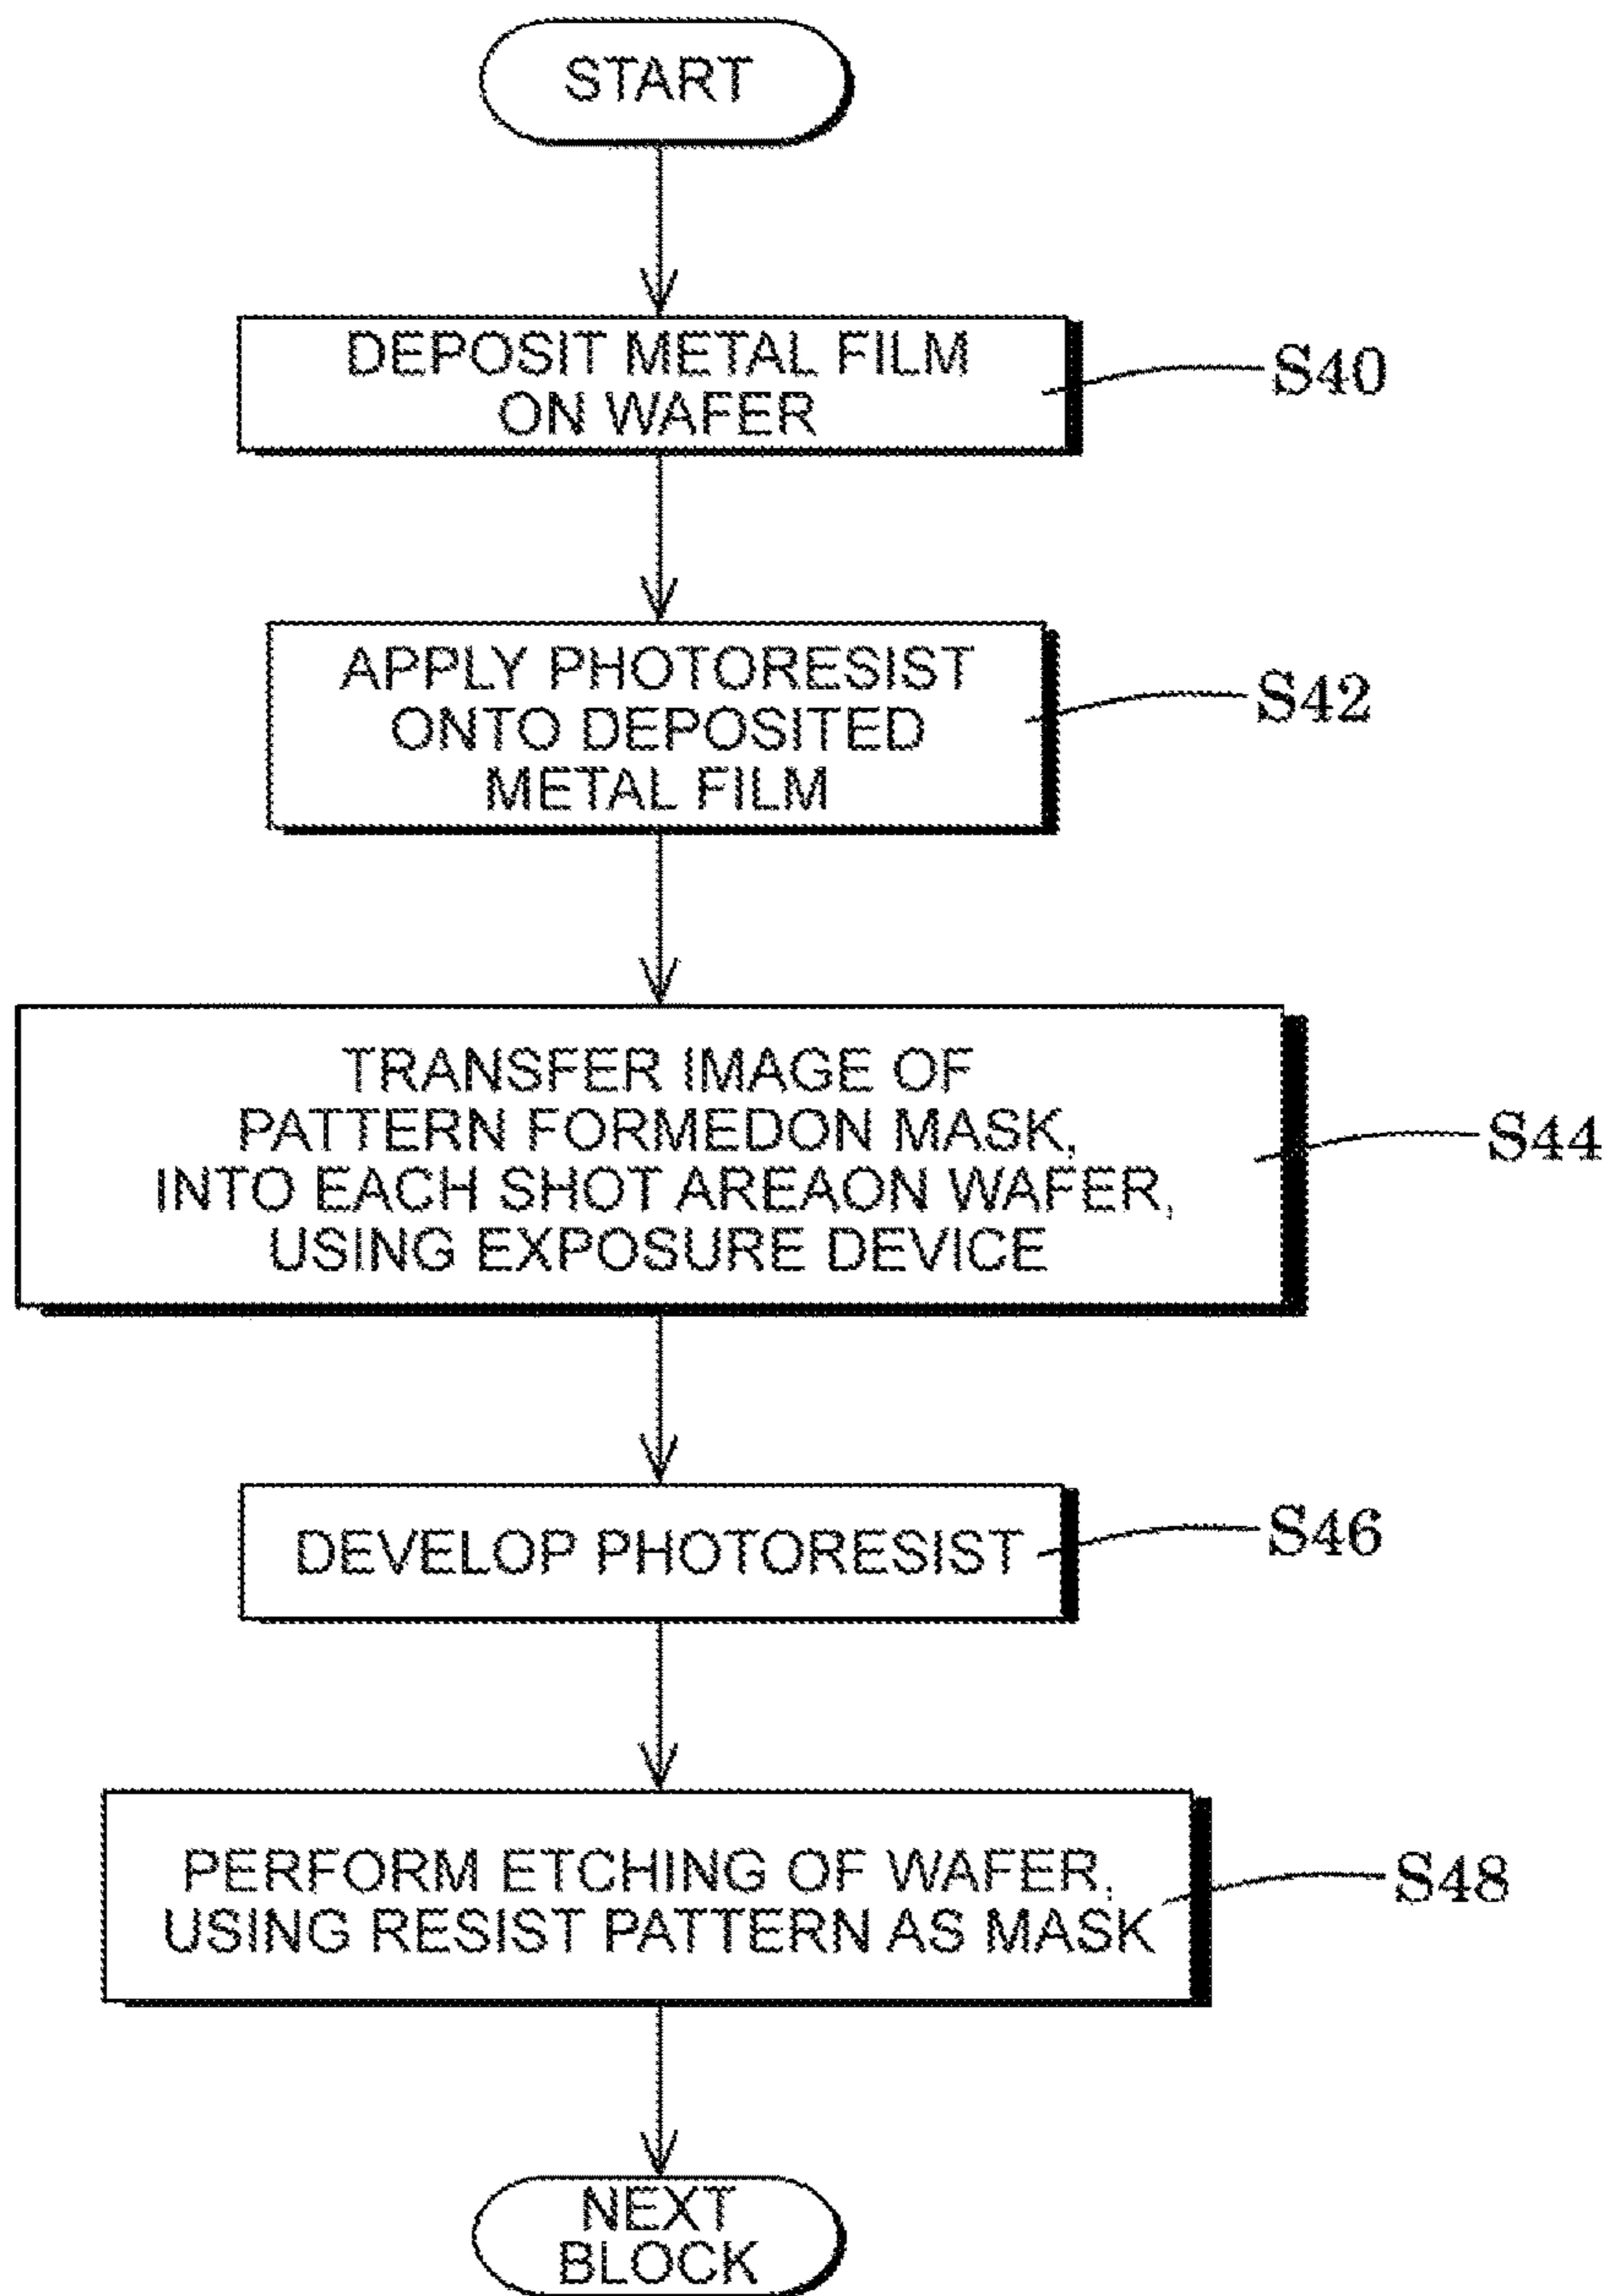 START
DEPOSIT METAL FILM
ON WAFER
S40
APPLY PHOTORESIST
ONTO DEPOSITED
METAL FILM
S42
TRANSFER IMAGE OF
PATTERN FORMEDON MASK,
INTO EACH SHOT AREAON WAFER,
USING EXPOSURE DEVICE
S44
DEVELOP PHOTORESIST
S46
PERFORM ETCHING OF WAFER,
USING RESIST PATTERN AS MASK
S48
NEXT
BLOCK